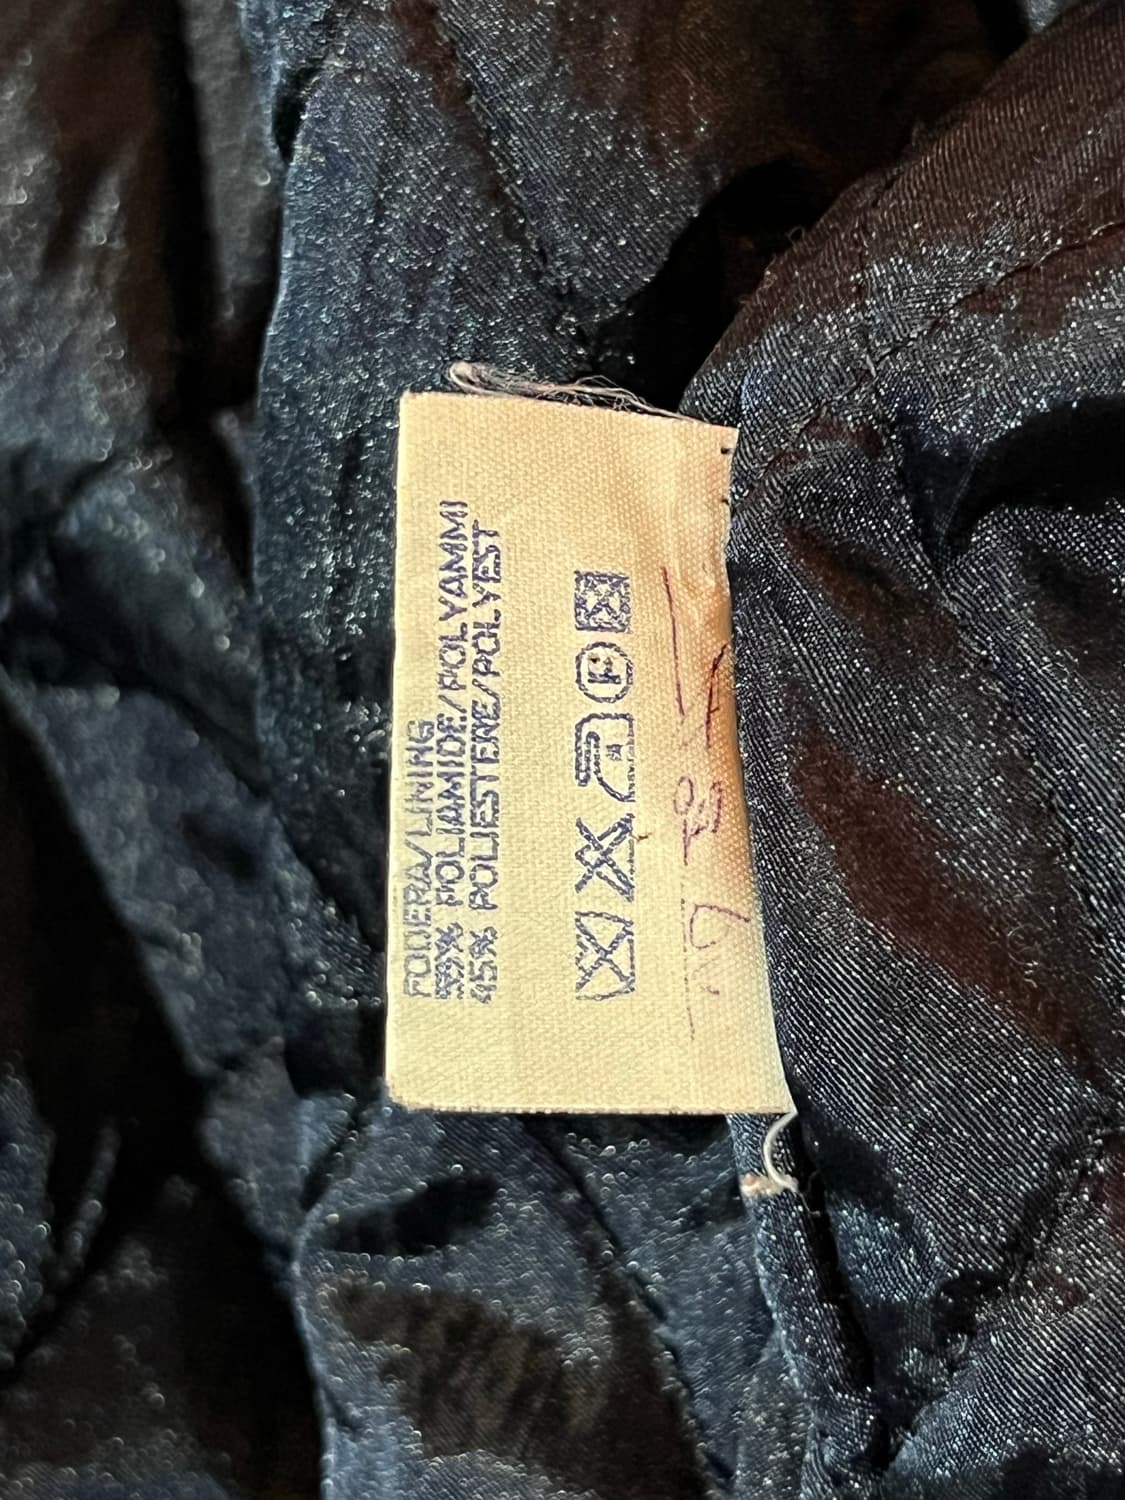 FODERA/LINING
55% POLIAMIDE/POLYAMMI
45% POLIESTERE/POLYEST